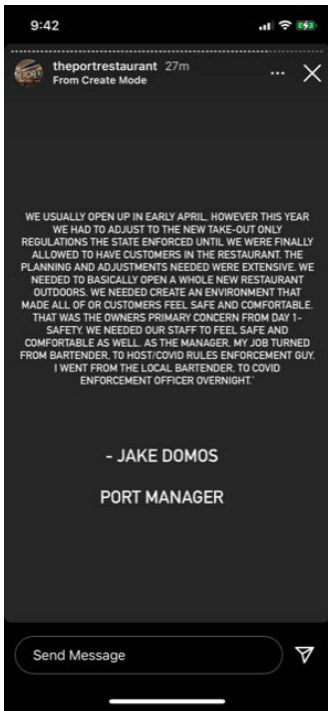 9:42
theportrestaurant 27m
From Create Mode
WE USUALLY OPEN UP IN EARLY APRIL. HOWEVER THIS YEAR
WE HAD TO ADJUST TO THE NEW TAKE-OUT ONLY
REGULATIONS THE STATE ENFORCED UNTIL WE WERE FINALLY
ALLOWED TO HAVE CUSTOMERS IN THE RESTAURANT. THE
PLANNING AND ADJUSTMENTS NEEDED WERE EXTENSIVE. WE
NEEDED TO BASICALLY OPEN A WHOLE NEW RESTAURANT
OUTDOORS. WE NEEDED CREATE AN ENVIRONMENT THAT
MADE ALL OF OR CUSTOMERS FEEL SAFE AND COMFORTABLE.
THAT WAS THE OWNERS PRIMARY CONCERN FROM DAY 1-
SAFETY. WE NEEDED OUR STAFF TO FEEL SAFE AND
COMFORTABLE AS WELL. AS THE MANAGER, MY JOB TURNED
FROM BARTENDER, TO HOST/COVID RULES ENFORCEMENT GUY.
I WENT FROM THE LOCAL BARTENDER, TO COVID
ENFORCEMENT OFFICER OVERNIGHT.¨
- JAKE DOMOS
PORT MANAGER
Send Message